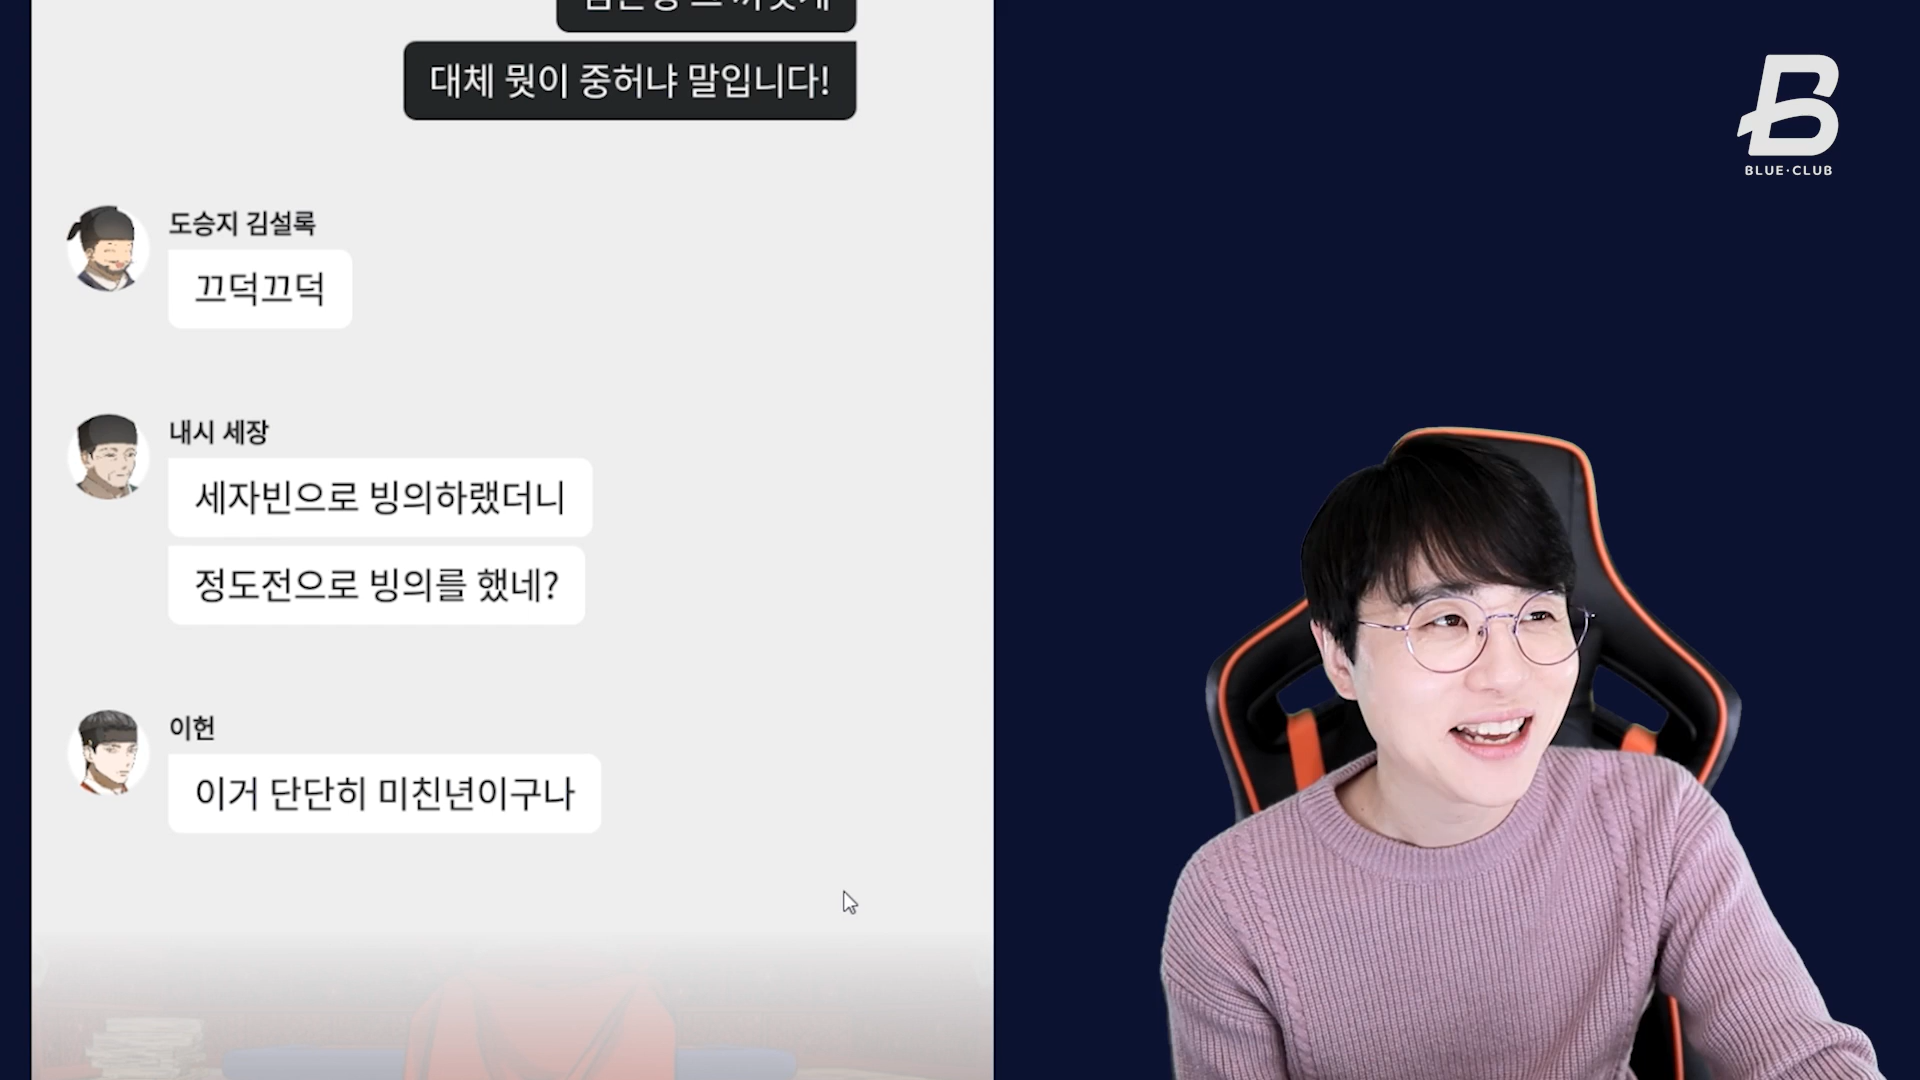 대체 뭣이 중허냐 말입니다!
도승지 김설록
끄덕끄덕
내시 세장
세자빈으로 빙의하랬더니
정도전으로 빙의를 했네?
이헌
이거 단단히 미친년이구나
B
BLUE·CLUB